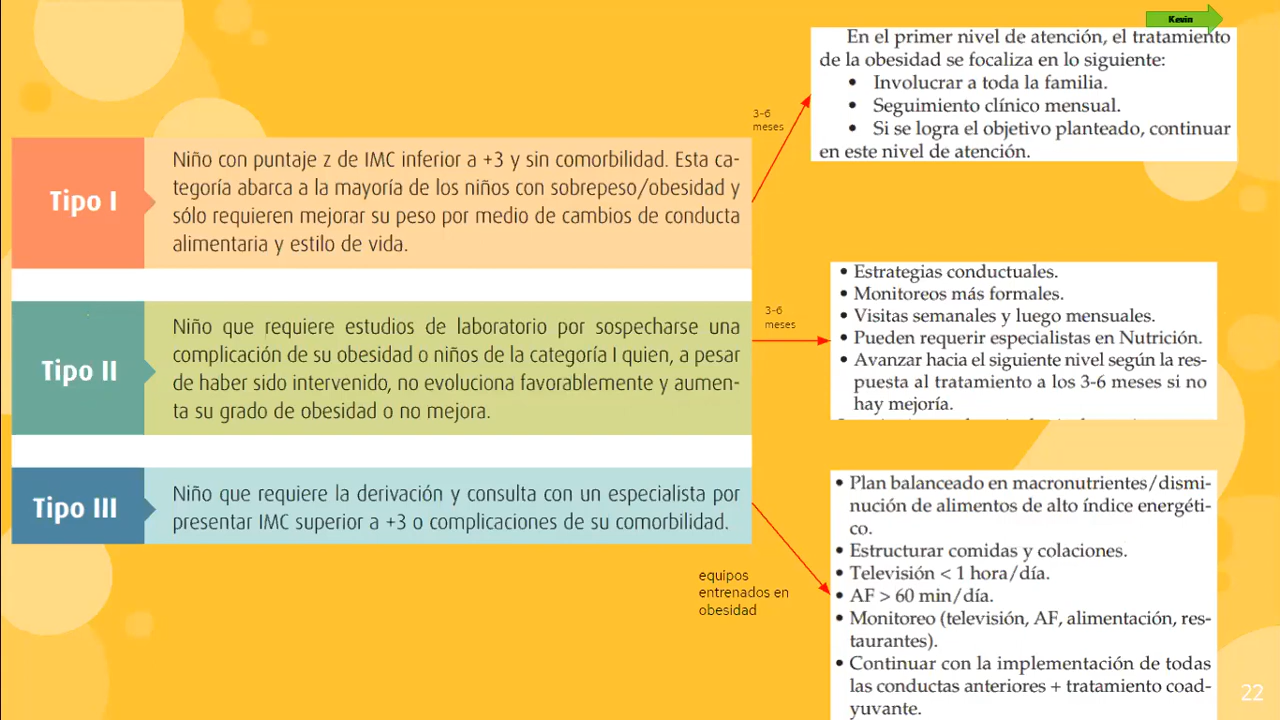 Kevin
En el primer nivel de atención, el tratamiento
de la obesidad se focaliza en lo siguiente:
• Involucrar a toda la familia.
• Seguimiento clínico mensual.
• Si se logra el objetivo planteado, continuar
en este nivel de atención.
3-6
meses
Tipo I
Niño con puntaje z de IMC inferior a +3 y sin comorbilidad. Esta ca-
tegoría abarca a la mayoría de los niños con sobrepeso/obesidad y
sólo requieren mejorar su peso por medio de cambios de conducta
alimentaria y estilo de vida.
Tipo II
Niño que requiere estudios de laboratorio por sospecharse una
complicación de su obesidad o niños de la categoría I quien, a pesar
de haber sido intervenido, no evoluciona favorablemente y aumen-
ta su grado de obesidad o no mejora.
3-6
meses
• Estrategias conductuales.
• Monitoreos más formales.
• Visitas semanales y luego mensuales.
• Pueden requerir especialistas en Nutrición.
• Avanzar hacia el siguiente nivel según la res-
puesta al tratamiento a los 3-6 meses si no
hay mejoría.
Tipo III
Niño que requiere la derivación y consulta con un especialista por
presentar IMC superior a +3 o complicaciones de su comorbilidad.
equipos
entrenados en
obesidad
• Plan balanceado en macronutrientes/dismi-
nución de alimentos de alto índice energéti-
co.
• Estructurar comidas y colaciones.
• Televisión < 1 hora/día.
• AF > 60 min/día.
• Monitoreo (televisión, AF, alimentación, res-
taurantes).
• Continuar con la implementación de todas
las conductas anteriores + tratamiento coad-
yuvante.
22